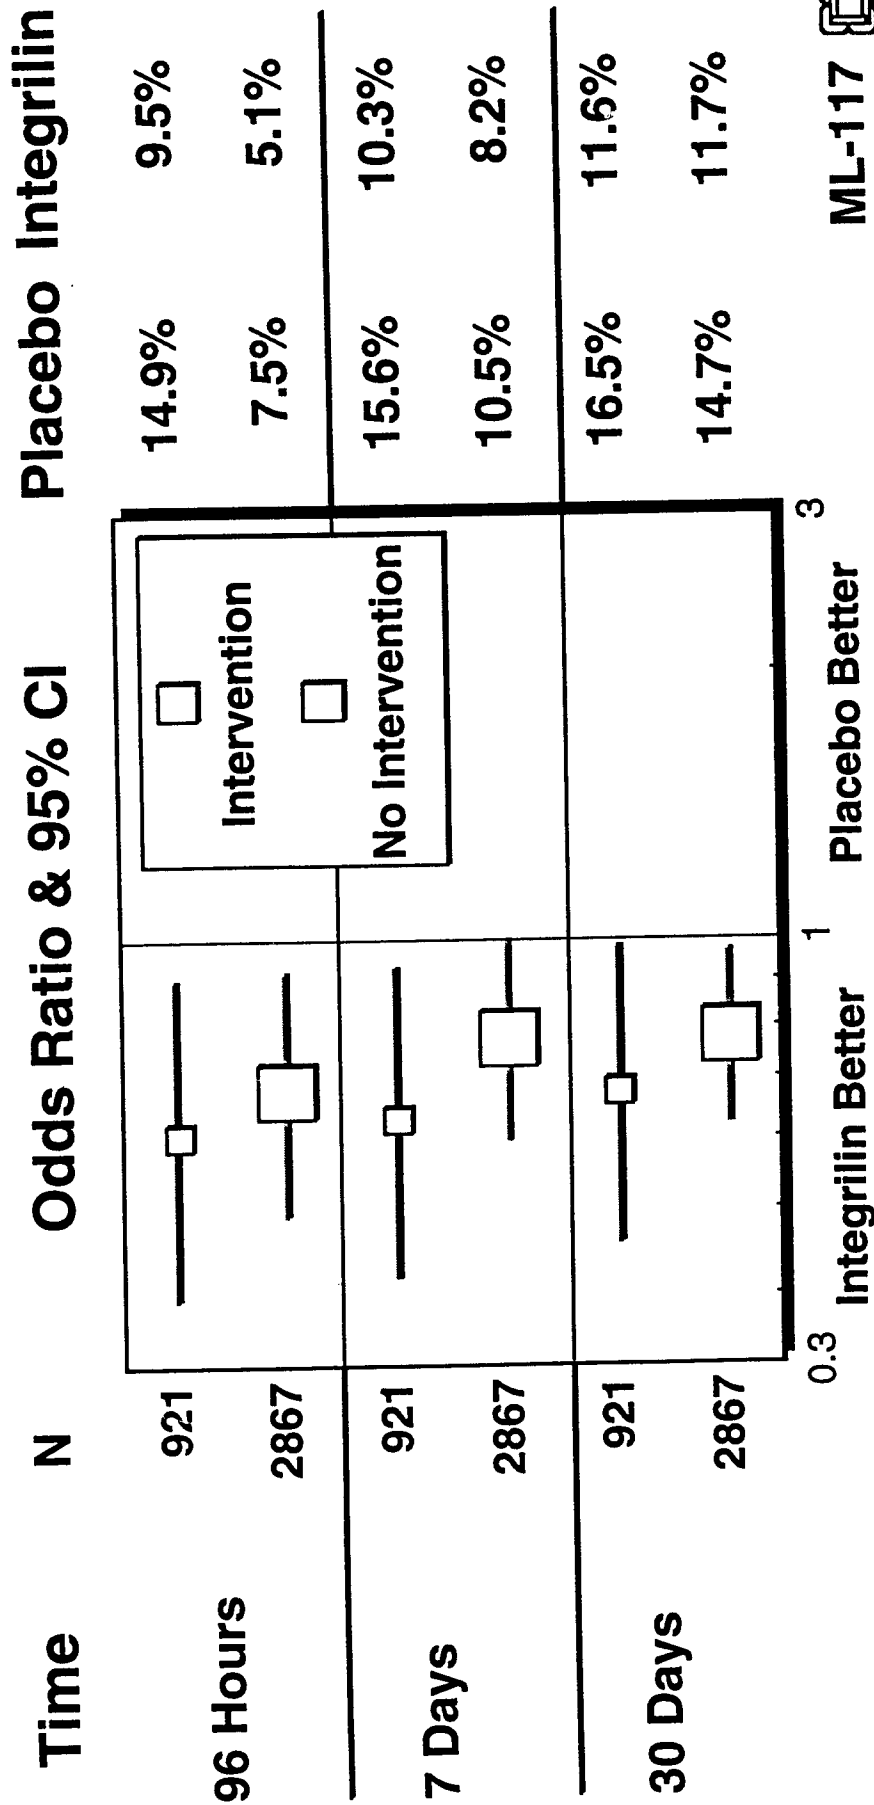 Time N Odds Ratio & 95% CI Placebo Integrilin
96 Hours
921 14.9% 9.5%
2867 7.5% 5.1%
Intervention
No Intervention
7 Days
921 15.6% 10.3%
2867 10.5% 8.2%
30 Days
921 16.5% 11.6%
2867 14.7% 11.7%
0.3 1 3
Integrilin Better Placebo Better
ML-117